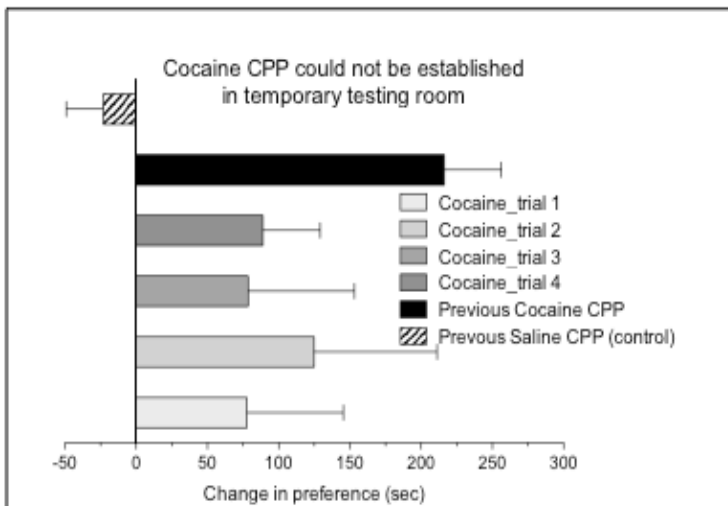 Cocaine CPP could not be established
in temporary testing room
Cocaine_trial 1
Cocaine_trial 2
Cocaine_trial 3
Cocaine_trial 4
Previous Cocaine CPP
Prevous Saline CPP (control)
-50 0 50 100 150 200 250 300
Change in preference (sec)